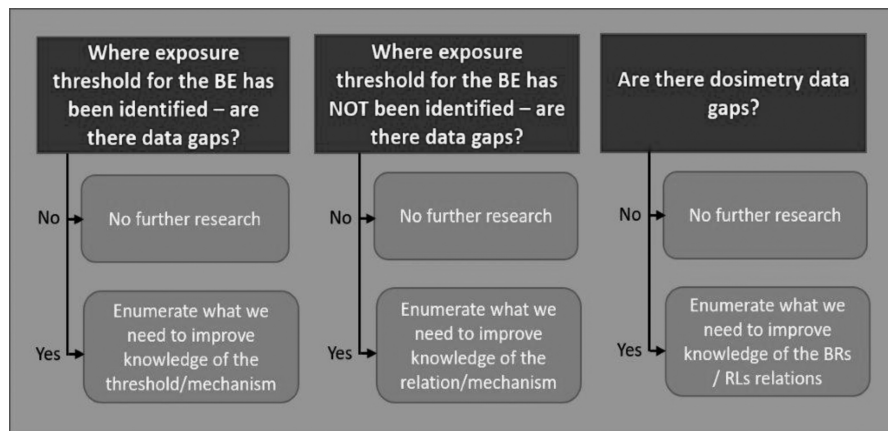 Where exposure
threshold for the BE has
been identified – are
there data gaps?
No
No further research
Yes
Enumerate what we
need to improve
knowledge of the
threshold/mechanism
Where exposure
threshold for the BE has
NOT been identified – are
there data gaps?
No
No further research
Yes
Enumerate what we
need to improve
knowledge of the
relation/mechanism
Are there dosimetry data
gaps?
No
No further research
Yes
Enumerate what we
need to improve
knowledge of the BRs
/ RLs relations